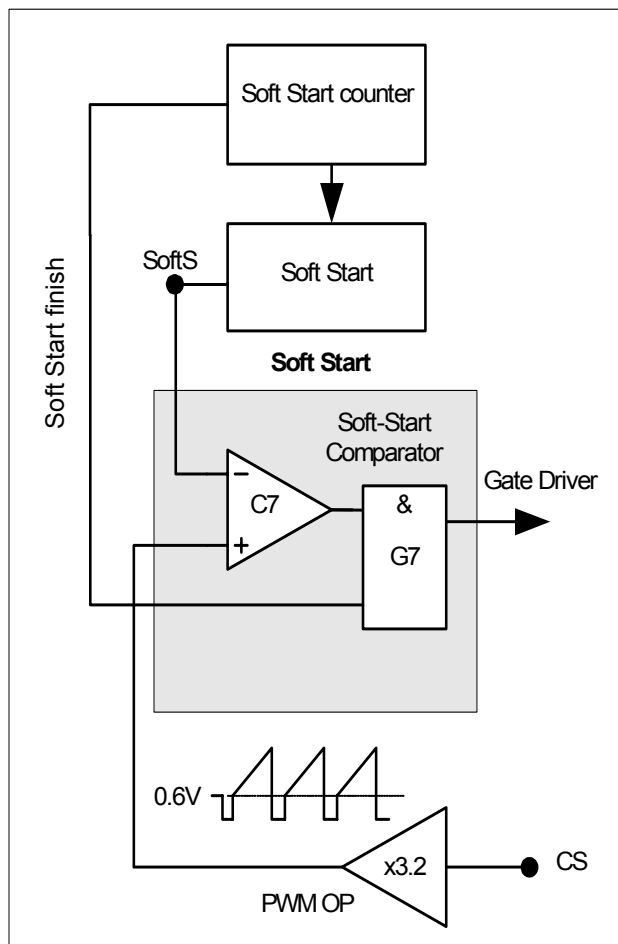 Soft Start counter
Soft Start finish
SoftS
Soft Start
Soft Start
Soft-Start
Comparator
Gate Driver
−
C7
+
&
G7
0.6V
x3.2
CS
PWM OP